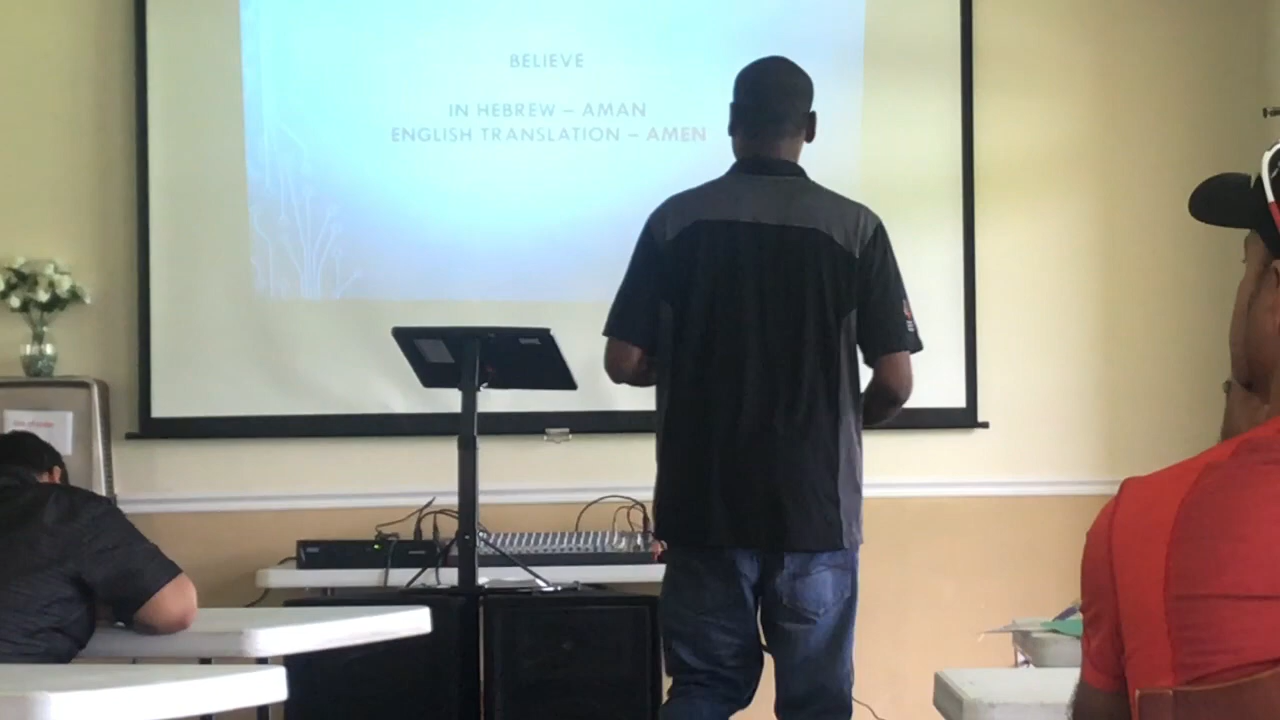 BELIEVE
IN HEBREW – AMAN
ENGLISH TRANSLATION – AMEN